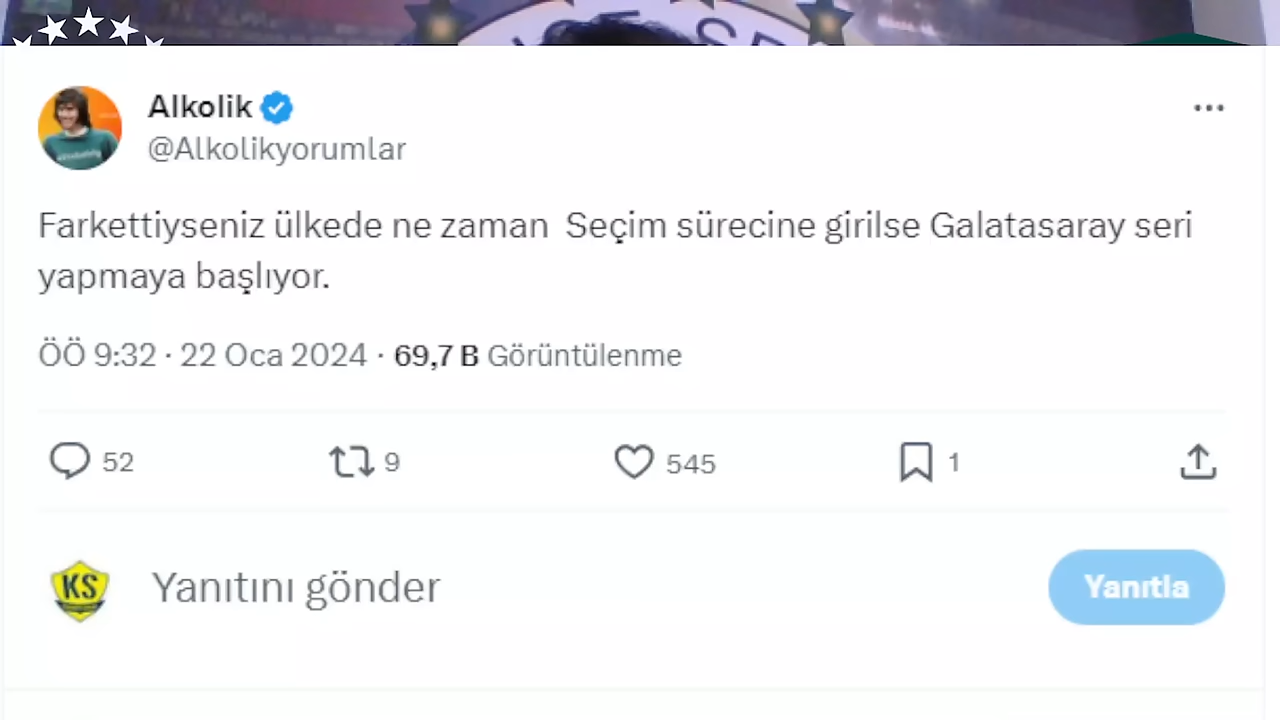 Alkolik
@Alkolikyorumlar
Farkettiyseniz ülkede ne zaman  Seçim sürecine girilse Galatasaray seri
yapmaya başlıyor.
ÖÖ 9:32 · 22 Oca 2024 · 69,7 B Görüntülenme
52 9 545 1
KS Yanıtını gönder Yanıtla